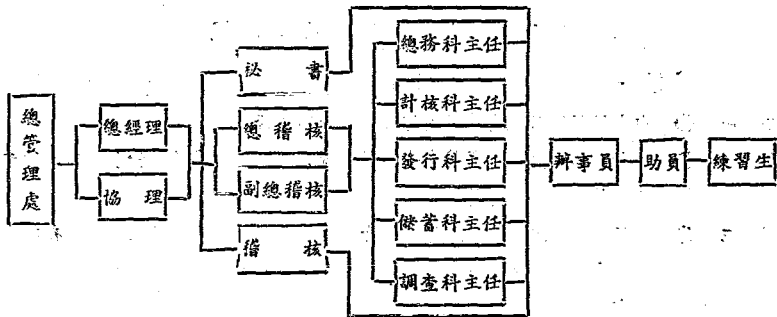 總管理處
總經理
協理
祕書
總稽核
副總稽核
稽核
總務科主任
計核科主任
發行科主任
儲蓄科主任
調查科主任
辦事員
助員
練習生